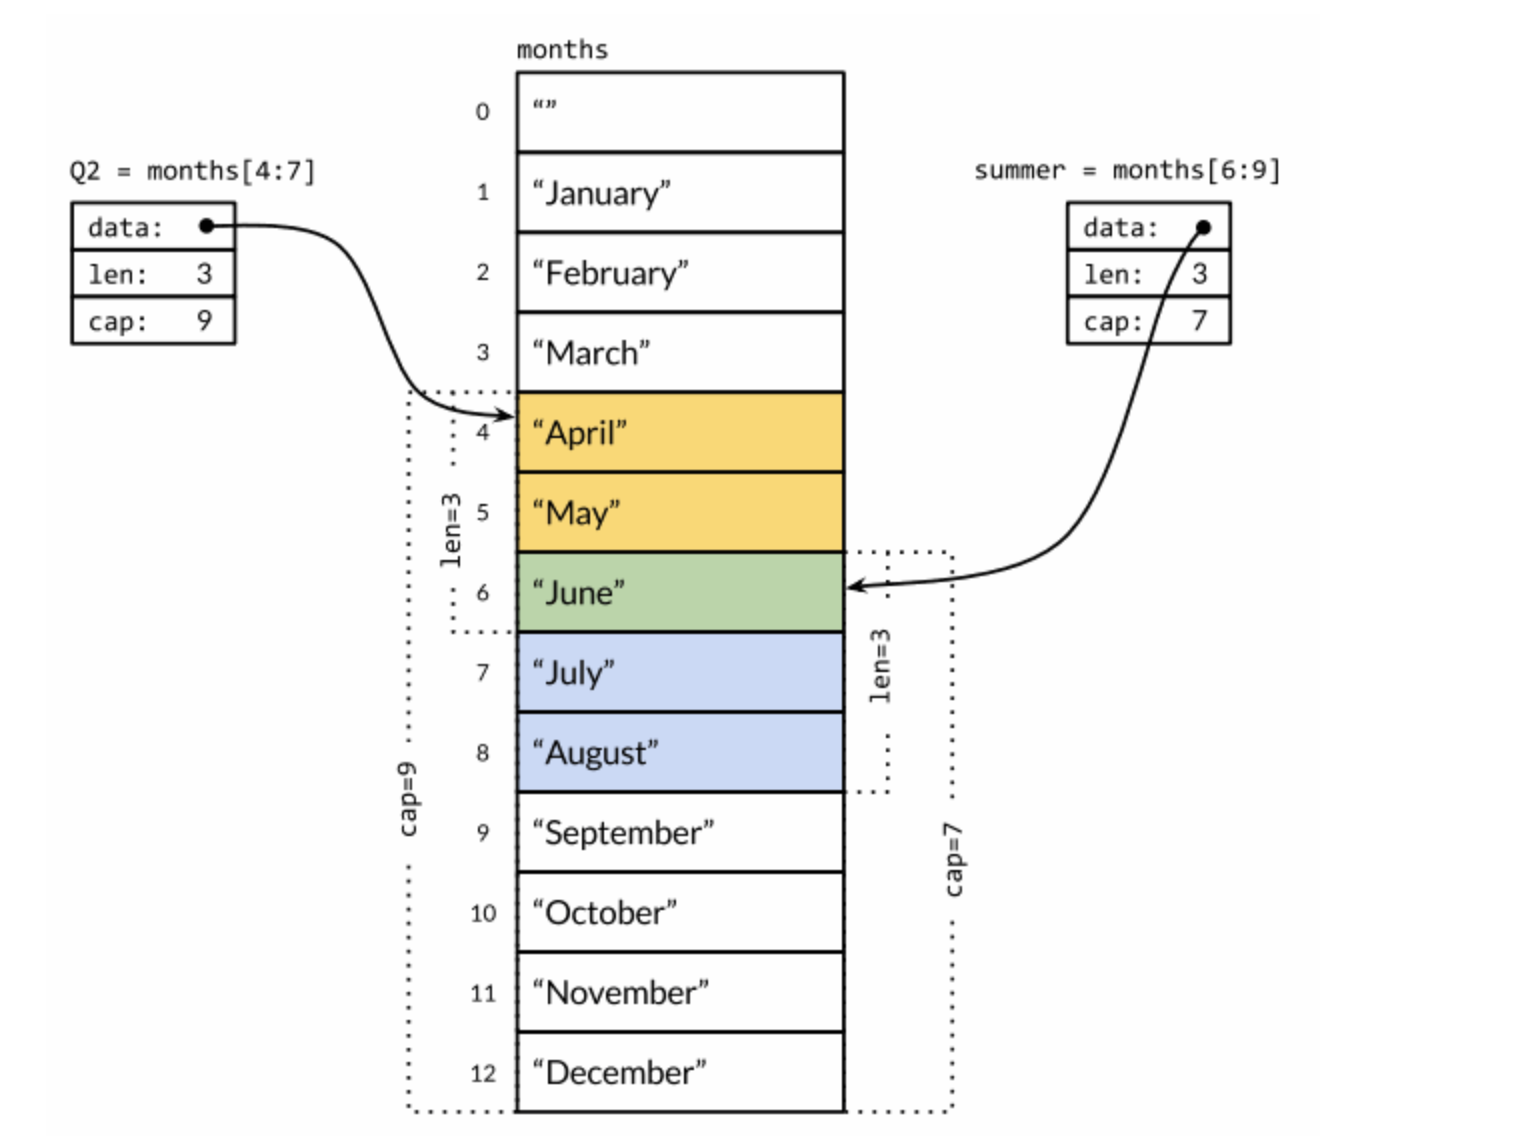 months
0 “”
Q2 = months[4:7]
data:
len: 3
cap: 9
summer = months[6:9]
data:
len: 3
cap: 7
1 “January”
2 “February”
3 “March”
4 “April”
5 “May”
6 “June”
7 “July”
8 “August”
9 “September”
10 “October”
11 “November”
12 “December”
len=3
cap=9
len=3
cap=7